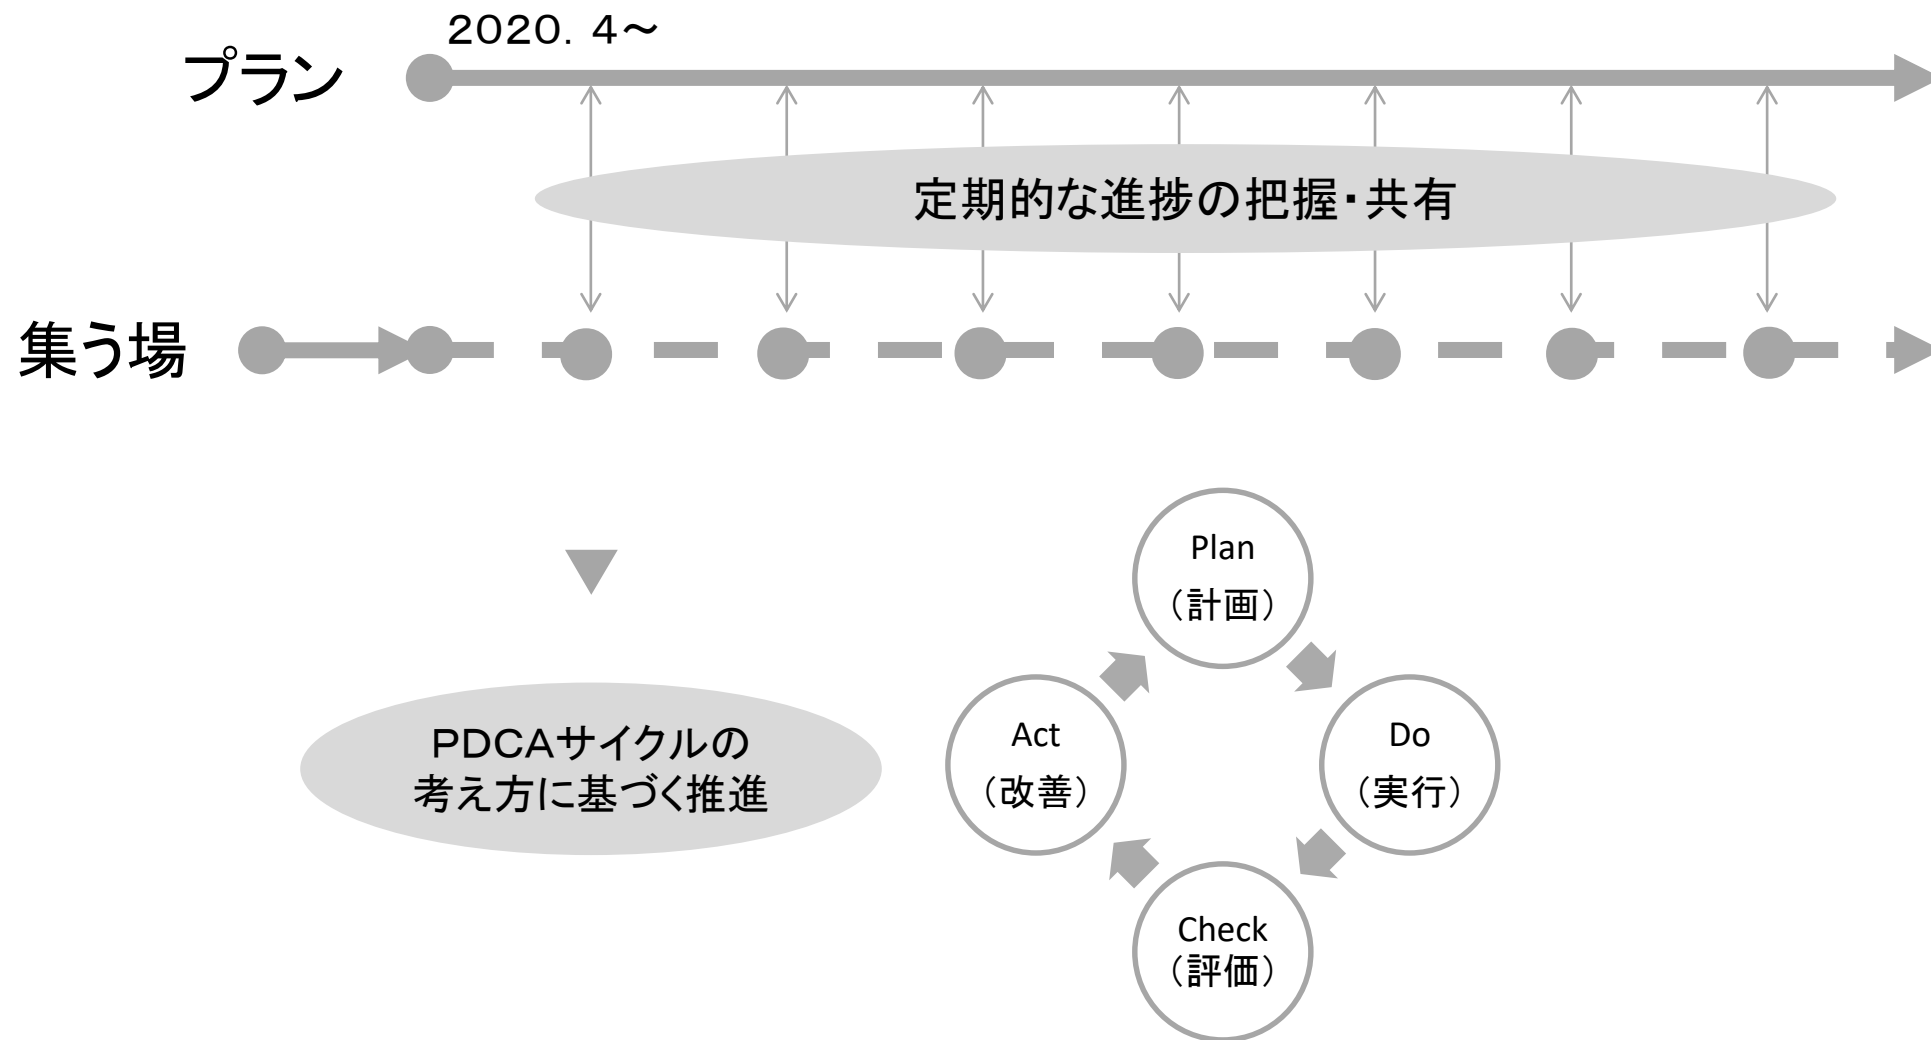 2020. 4～
プラン
定期的な進捗の把握・共有
集う場
Plan
（計画）
PDCAサイクルの
考え方に基づく推進
Act
（改善）
Do
（実行）
Check
（評価）